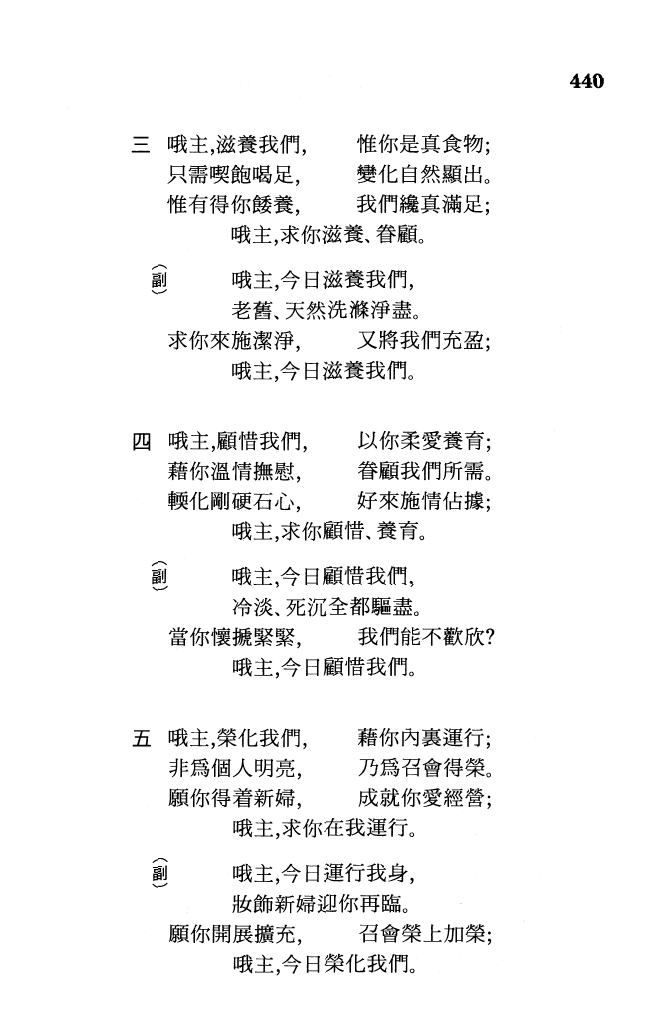 440
三 哦主,滋養我們, 惟你是真食物;
只需喫飽喝足, 變化自然顯出。
惟有得你餧養, 我們纔真滿足;
哦主,求你滋養、眷顧。
(副) 哦主,今日滋養我們,
老舊、天然洗滌淨盡。
求你來施潔淨, 又將我們充盈;
哦主,今日滋養我們。
四 哦主,顧惜我們, 以你柔愛養育;
藉你溫情撫慰, 眷顧我們所需。
輭化剛硬石心, 好來施情佔據;
哦主,求你顧惜、養育。
(副) 哦主,今日顧惜我們,
冷淡、死沉全都驅盡。
當你懷搋緊緊, 我們能不歡欣?
哦主,今日顧惜我們。
五 哦主,榮化我們, 藉你內裏運行;
非爲個人明亮, 乃爲召會得榮。
願你得着新婦, 成就你愛經營;
哦主,求你在我運行。
(副) 哦主,今日運行我身,
妝飾新婦迎你再臨。
願你開展擴充, 召會榮上加榮;
哦主,今日榮化我們。